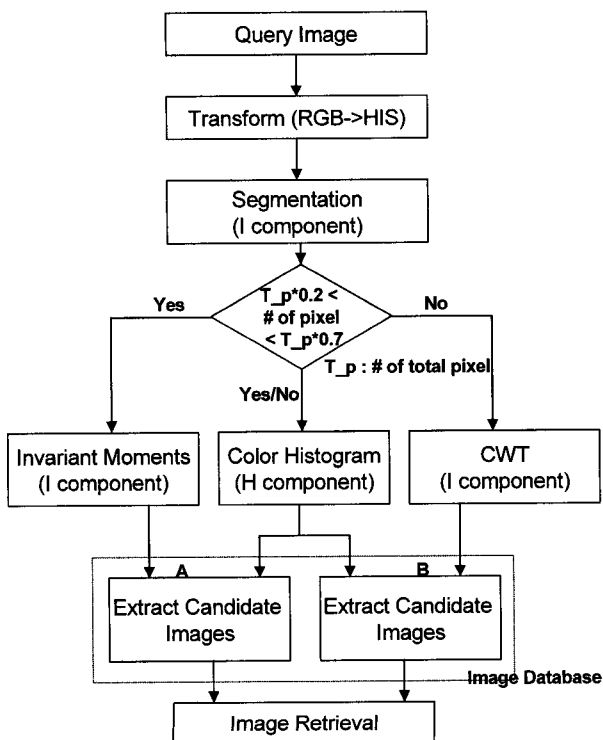 Query Image
Transform (RGB->HIS)
Segmentation
(I component)
T_p*0.2 <
# of pixel
< T_p*0.7
Yes
No
T_p : # of total pixel
Yes/No
Invariant Moments
(I component)
Color Histogram
(H component)
CWT
(I component)
A
B
Extract Candidate
Images
Extract Candidate
Images
Image Database
Image Retrieval